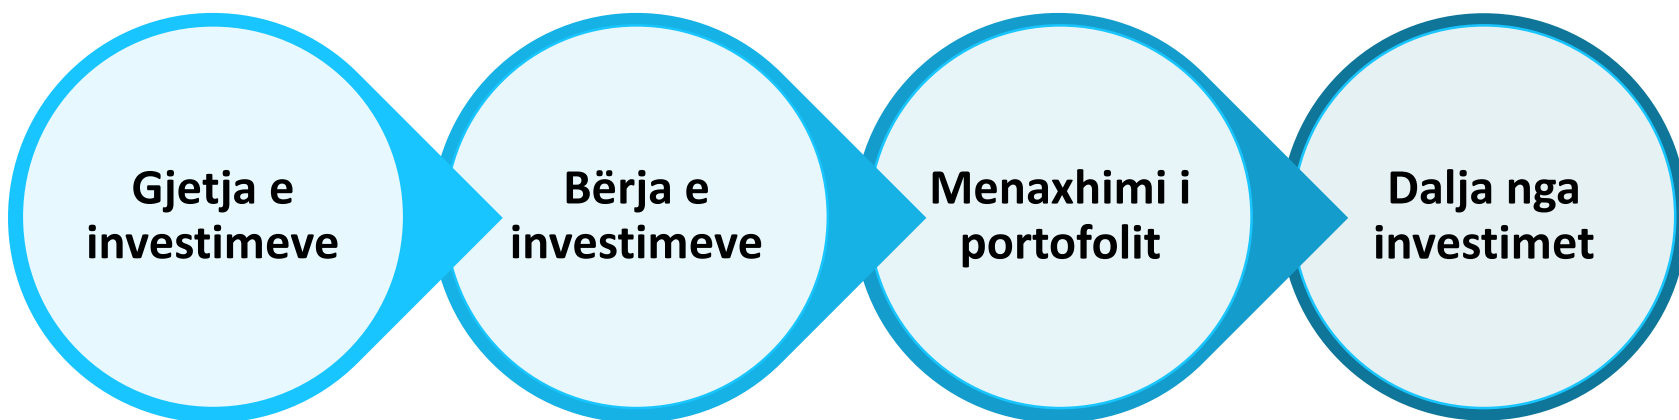 Gjetja e
investimeve
Bërja e
investimeve
Menaxhimi i
portofolit
Dalja nga
investimet